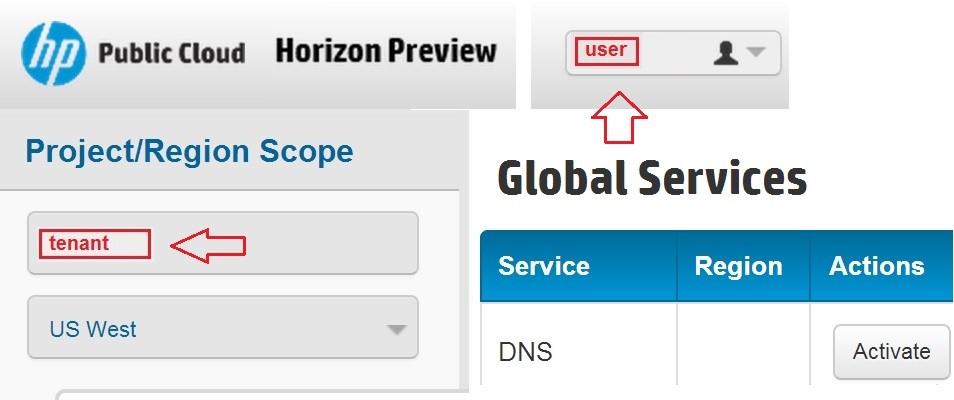 hp Public Cloud Horizon Preview
user
Project/Region Scope
tenant
US West
Global Services
Service Region Actions
DNS Activate